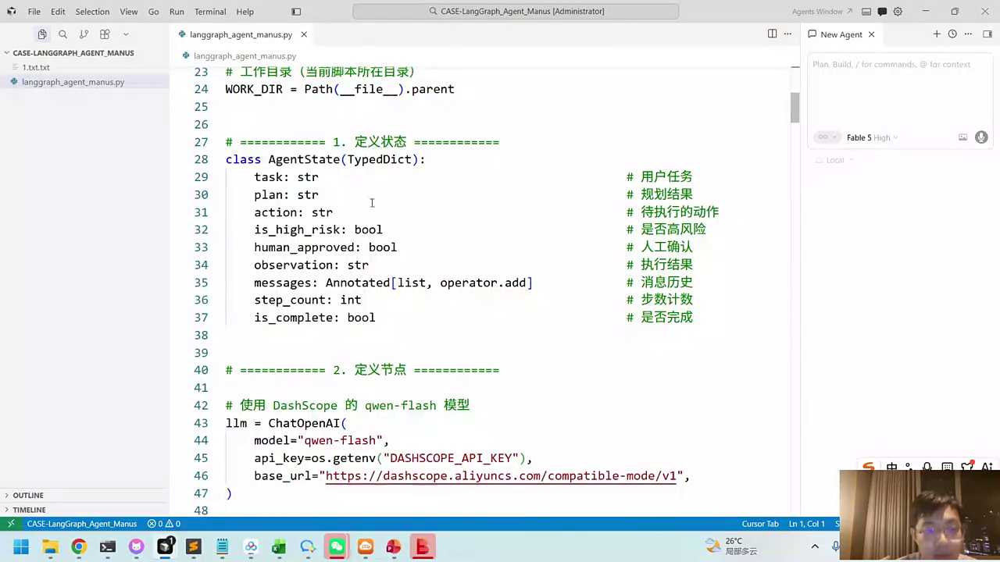 File Edit Selection View Go Run Terminal Help
CASE-LangGraph_Agent_Manus [Administrator]
Agents Window
CASE-LANGGRAPH_AGENT_MANUS
1.txt.txt
langgraph_agent_manus.py
OUTLINE
TIMELINE
langgraph_agent_manus.py
langgraph_agent_manus.py
23 # 工作目录（当前脚本所在目录）
24 WORK_DIR = Path(__file__).parent
25
26
27 # ============ 1. 定义状态 ============
28 class AgentState(TypedDict):
29 task: str # 用户任务
30 plan: str # 规划结果
31 action: str # 待执行的动作
32 is_high_risk: bool # 是否高风险
33 human_approved: bool # 人工确认
34 observation: str # 执行结果
35 messages: Annotated[list, operator.add] # 消息历史
36 step_count: int # 步数计数
37 is_complete: bool # 是否完成
38
39
40 # ============ 2. 定义节点 ============
41
42 # 使用 DashScope 的 qwen-flash 模型
43 llm = ChatOpenAI(
44 model="qwen-flash",
45 api_key=os.getenv("DASHSCOPE_API_KEY"),
46 base_url="https://dashscope.aliyuncs.com/compatible-mode/v1",
47 )
48
New Agent
Plan, Build, / for commands, @ for context
Fable 5 High
Local
中
CASE-LangGraph_Agent_Manus 0 0
Cursor Tab Ln 1, Col 1
26°C
局部多云